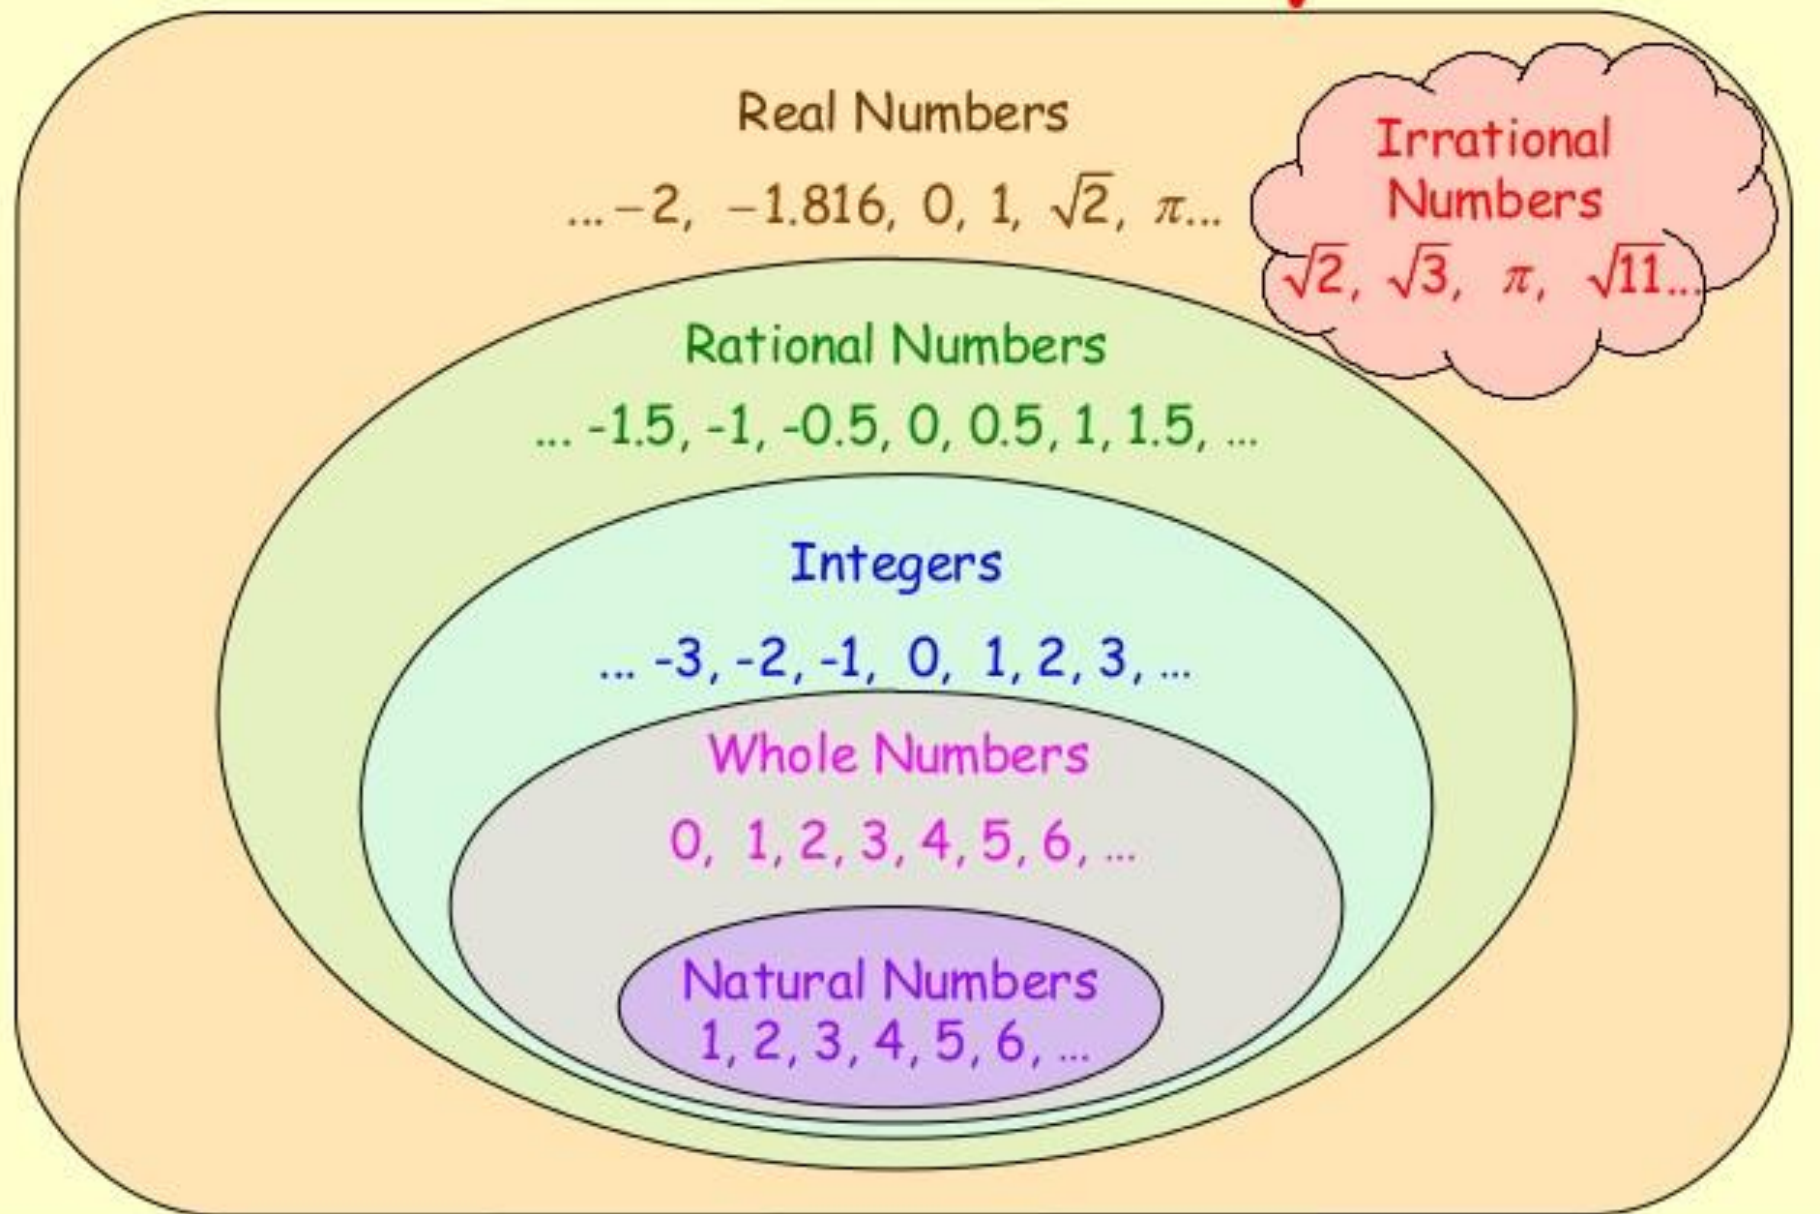 Real Numbers
...−2, −1.816, 0, 1, √2, π...
Irrational
Numbers
√2, √3, π, √11...
Rational Numbers
... -1.5, -1, -0.5, 0, 0.5, 1, 1.5, ...
Integers
... -3, -2, -1, 0, 1, 2, 3, ...
Whole Numbers
0, 1, 2, 3, 4, 5, 6, ...
Natural Numbers
1, 2, 3, 4, 5, 6, ...